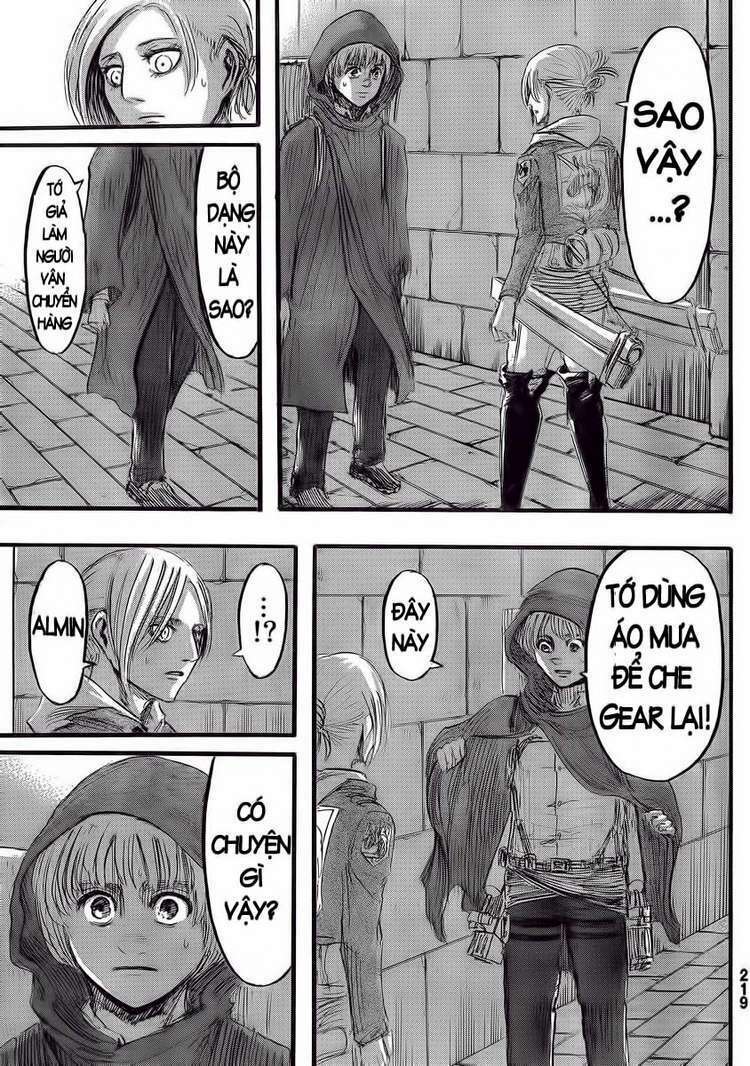 SAO
VẬY
...?
BỘ
DẠNG
NÀY
LÀ
SAO?
TỚ
GIẢ
LÀM
NGƯỜI
VẬN
CHUYỂN
HÀNG
TỚ DÙNG
ÁO MƯA
ĐỂ CHE
GEAR LẠI!
ĐÂY
NÀY
...!?
ALMIN
CÓ
CHUYỆN
GÌ
VẬY?
219